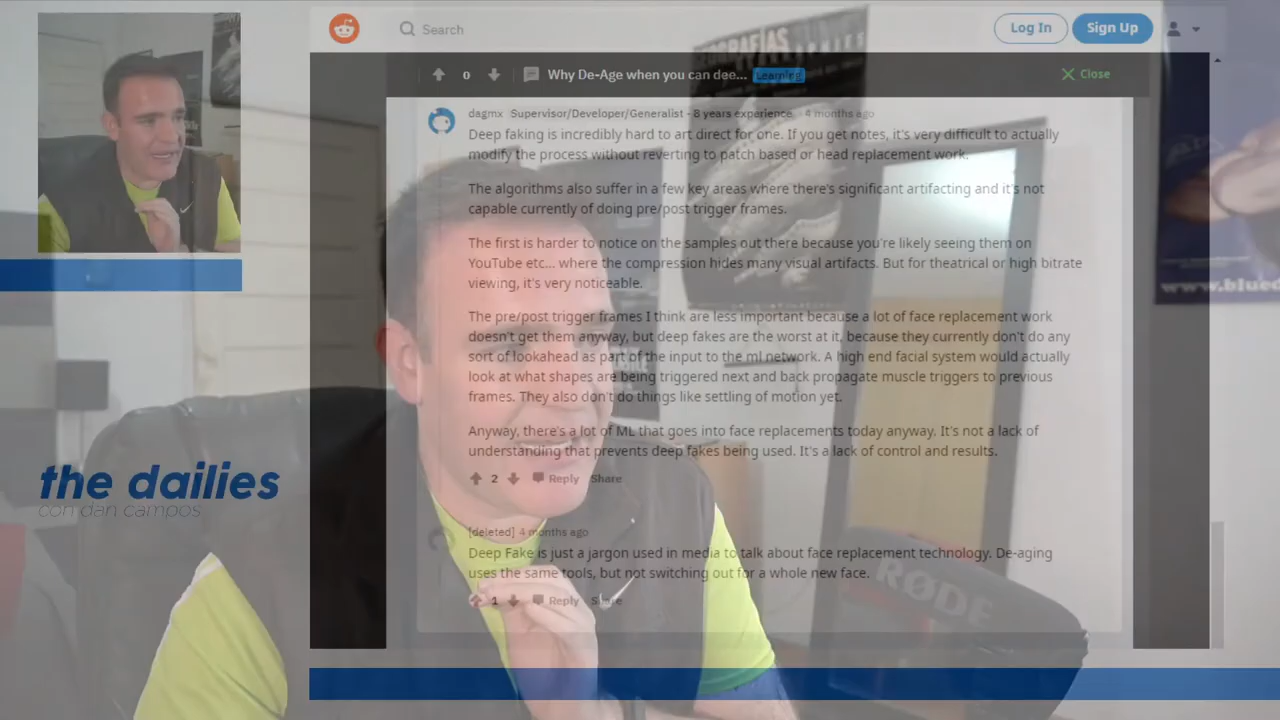 Search
Log In
Sign Up
0
Why De-Age when you can dee...
Learning
Close
dagmx Supervisor/Developer/Generalist - 8 years experience · 4 months ago
Deep faking is incredibly hard to art direct for one. If you get notes, it's very difficult to actually
modify the process without reverting to patch based or head replacement work.
The algorithms also suffer in a few key areas where there's significant artifacting and it's not
capable currently of doing pre/post trigger frames.
The first is harder to notice on the samples out there because you're likely seeing them on
YouTube etc... where the compression hides many visual artifacts. But for theatrical or high bitrate
viewing, it's very noticeable.
The pre/post trigger frames I think are less important because a lot of face replacement work
doesn't get them anyway, but deep fakes are the worst at it, because they currently don't do any
sort of lookahead as part of the input to the ml network. A high end facial system would actually
look at what shapes are being triggered next and back propagate muscle triggers to previous
frames. They also don't do things like settling of motion yet.
Anyway, there's a lot of ML that goes into face replacements today anyway. It's not a lack of
understanding that prevents deep fakes being used. It's a lack of control and results.
2 Reply Share
[deleted] 4 months ago
Deep Fake is just a jargon used in media to talk about face replacement technology. De-aging
uses the same tools, but not switching out for a whole new face.
1 Reply Share
the dailies
con dan campos
RØDE
www.blued